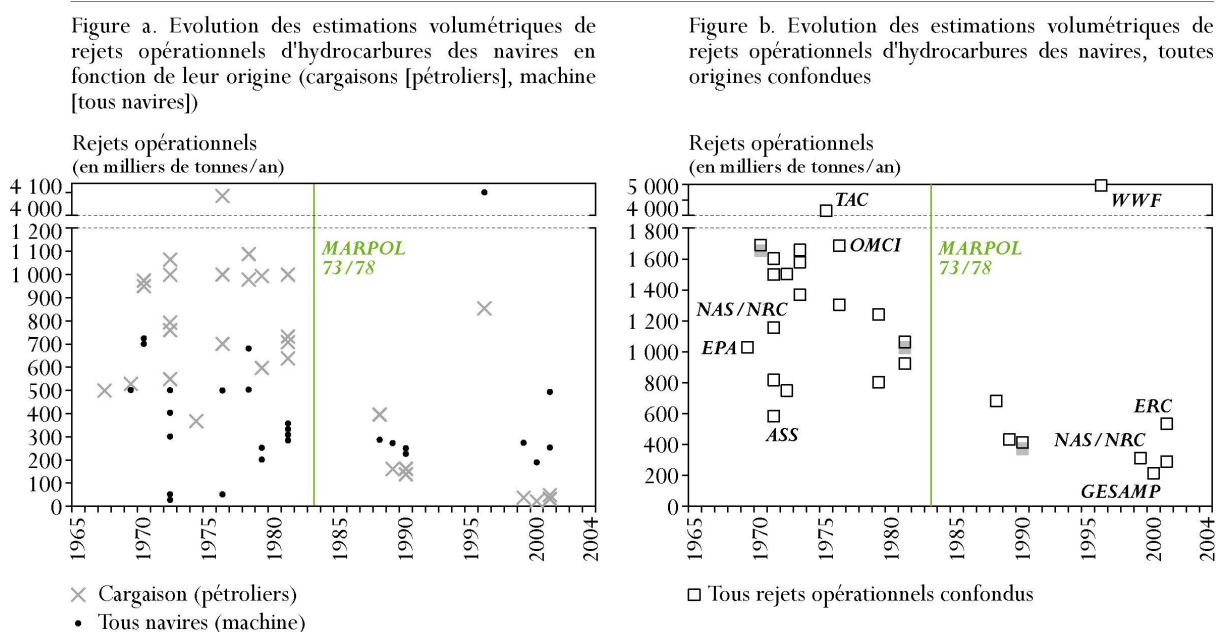 Figure a. Evolution des estimations volumétriques de
rejets opérationnels d'hydrocarbures des navires en
fonction de leur origine (cargaisons [pétroliers], machine
[tous navires])
Rejets opérationnels
(en milliers de tonnes/an)
4 100
4 000
1 200
1 100
1 000
900
800
700
600
500
400
300
200
100
0
MARPOL
73/78
1965
1970
1975
1980
1985
1990
1995
2000
2004
Cargaison (pétroliers)
Tous navires (machine)
Figure b. Evolution des estimations volumétriques de
rejets opérationnels d'hydrocarbures des navires, toutes
origines confondues
Rejets opérationnels
(en milliers de tonnes/an)
5 000
4 000
1 800
1 600
1 400
1 200
1 000
800
600
400
200
0
TAC
WWF
OMCI
MARPOL
73/78
NAS/NRC
EPA
ASS
ERC
NAS/NRC
GESAMP
1965
1970
1975
1980
1985
1990
1995
2000
2004
Tous rejets opérationnels confondus